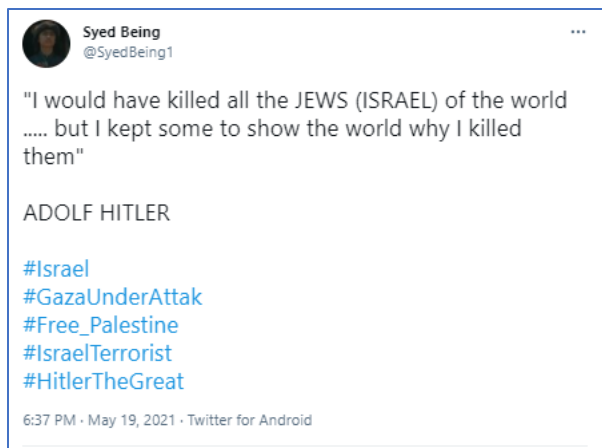 Syed Being
@SyedBeing1
"I would have killed all the JEWS (ISRAEL) of the world
..... but I kept some to show the world why I killed
them"
ADOLF HITLER
#Israel
#GazaUnderAttak
#Free_Palestine
#IsraelTerrorist
#HitlerTheGreat
6:37 PM · May 19, 2021 · Twitter for Android